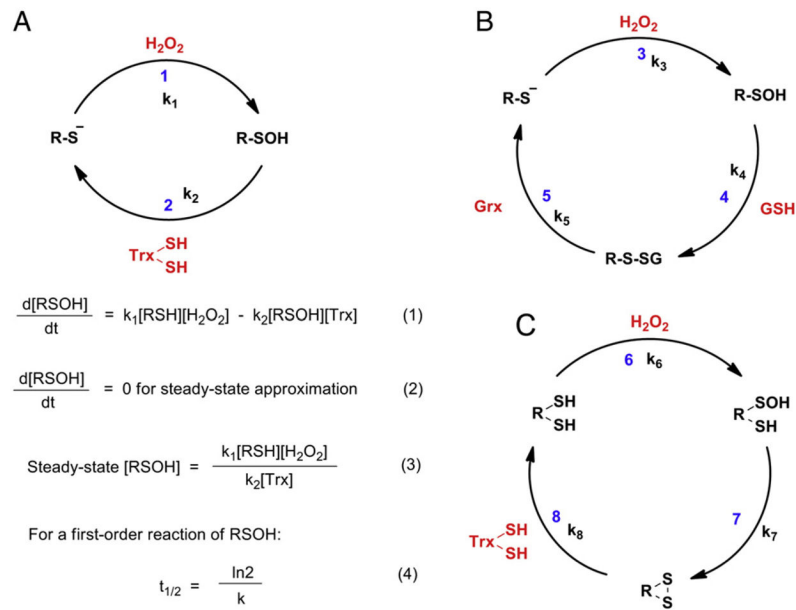 A
H₂O₂
1
k₁
R-S⁻
R-SOH
k₂
2
Trx
SH
SH
d[RSOH]/dt = k₁[RSH][H₂O₂] - k₂[RSOH][Trx] (1)
d[RSOH]/dt = 0 for steady-state approximation (2)
Steady-state [RSOH] = k₁[RSH][H₂O₂]/k₂[Trx] (3)
For a first-order reaction of RSOH:
t₁/₂ = ln2/k (4)
B
H₂O₂
3
k₃
R-S⁻
R-SOH
k₄
4
GSH
5
k₅
Grx
R-S-SG
C
H₂O₂
6 k₆
R
SH
SH
R
SOH
SH
7
k₇
8
k₈
Trx
SH
SH
R
S
S